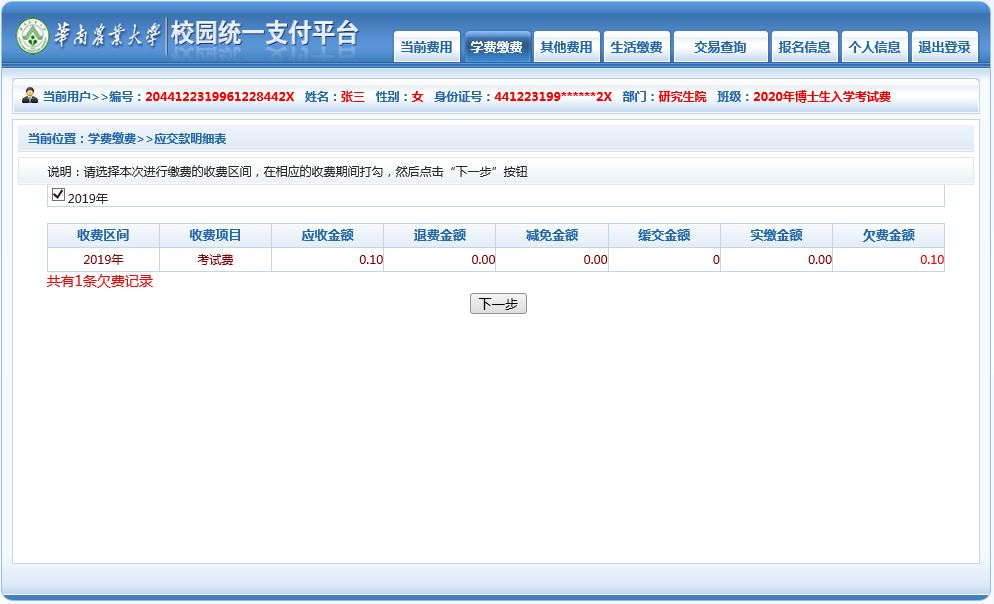 华南农业大学 校园统一支付平台
当前费用 学费缴费 其他费用 生活缴费 交易查询 报名信息 个人信息 退出登录
当前用户>>编号：2044122319961228442X 姓名：张三 性别：女 身份证号：441223199******2X 部门：研究生院 班级：2020年博士生入学考试费
当前位置：学费缴费>>应交款明细表
说明：请选择本次进行缴费的收费区间，在相应的收费期间打勾，然后点击“下一步”按钮
2019年
收费区间 收费项目 应收金额 退费金额 减免金额 缓交金额 实缴金额 欠费金额
2019年 考试费 0.10 0.00 0.00 0 0.00 0.10
共有1条欠费记录
下一步